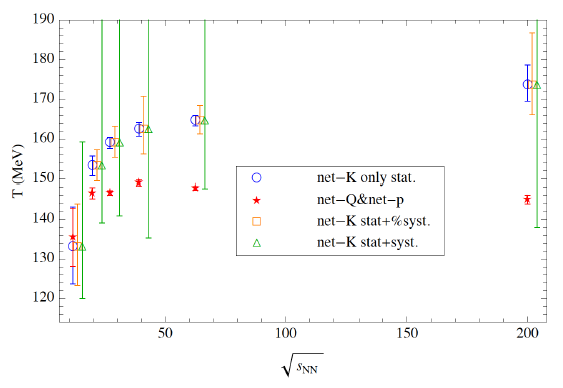 190
180
170
160
150
140
130
120
T (MeV)
net−K only stat.
net−Q&net−p
net−K stat+%syst.
net−K stat+syst.
50 100 150 200
√sNN